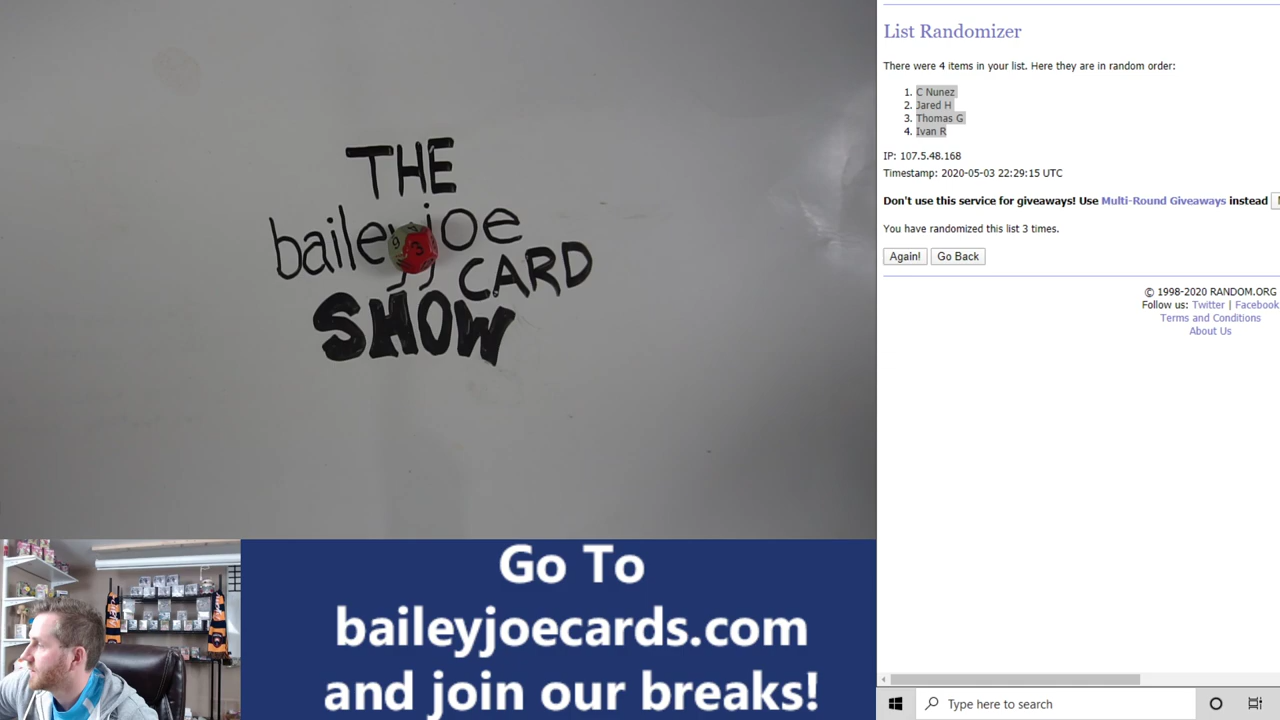 THE
baileyjoe
CARD
SHOW
9
3
Go To
baileyjoecards.com
and join our breaks!
List Randomizer
There were 4 items in your list. Here they are in random order:
1. C Nunez
2. Jared H
3. Thomas G
4. Ivan R
IP: 107.5.48.168
Timestamp: 2020-05-03 22:29:15 UTC
Don't use this service for giveaways! Use Multi-Round Giveaways instead
You have randomized this list 3 times.
Again! Go Back
© 1998-2020 RANDOM.ORG
Follow us: Twitter | Facebook
Terms and Conditions
About Us
Type here to search